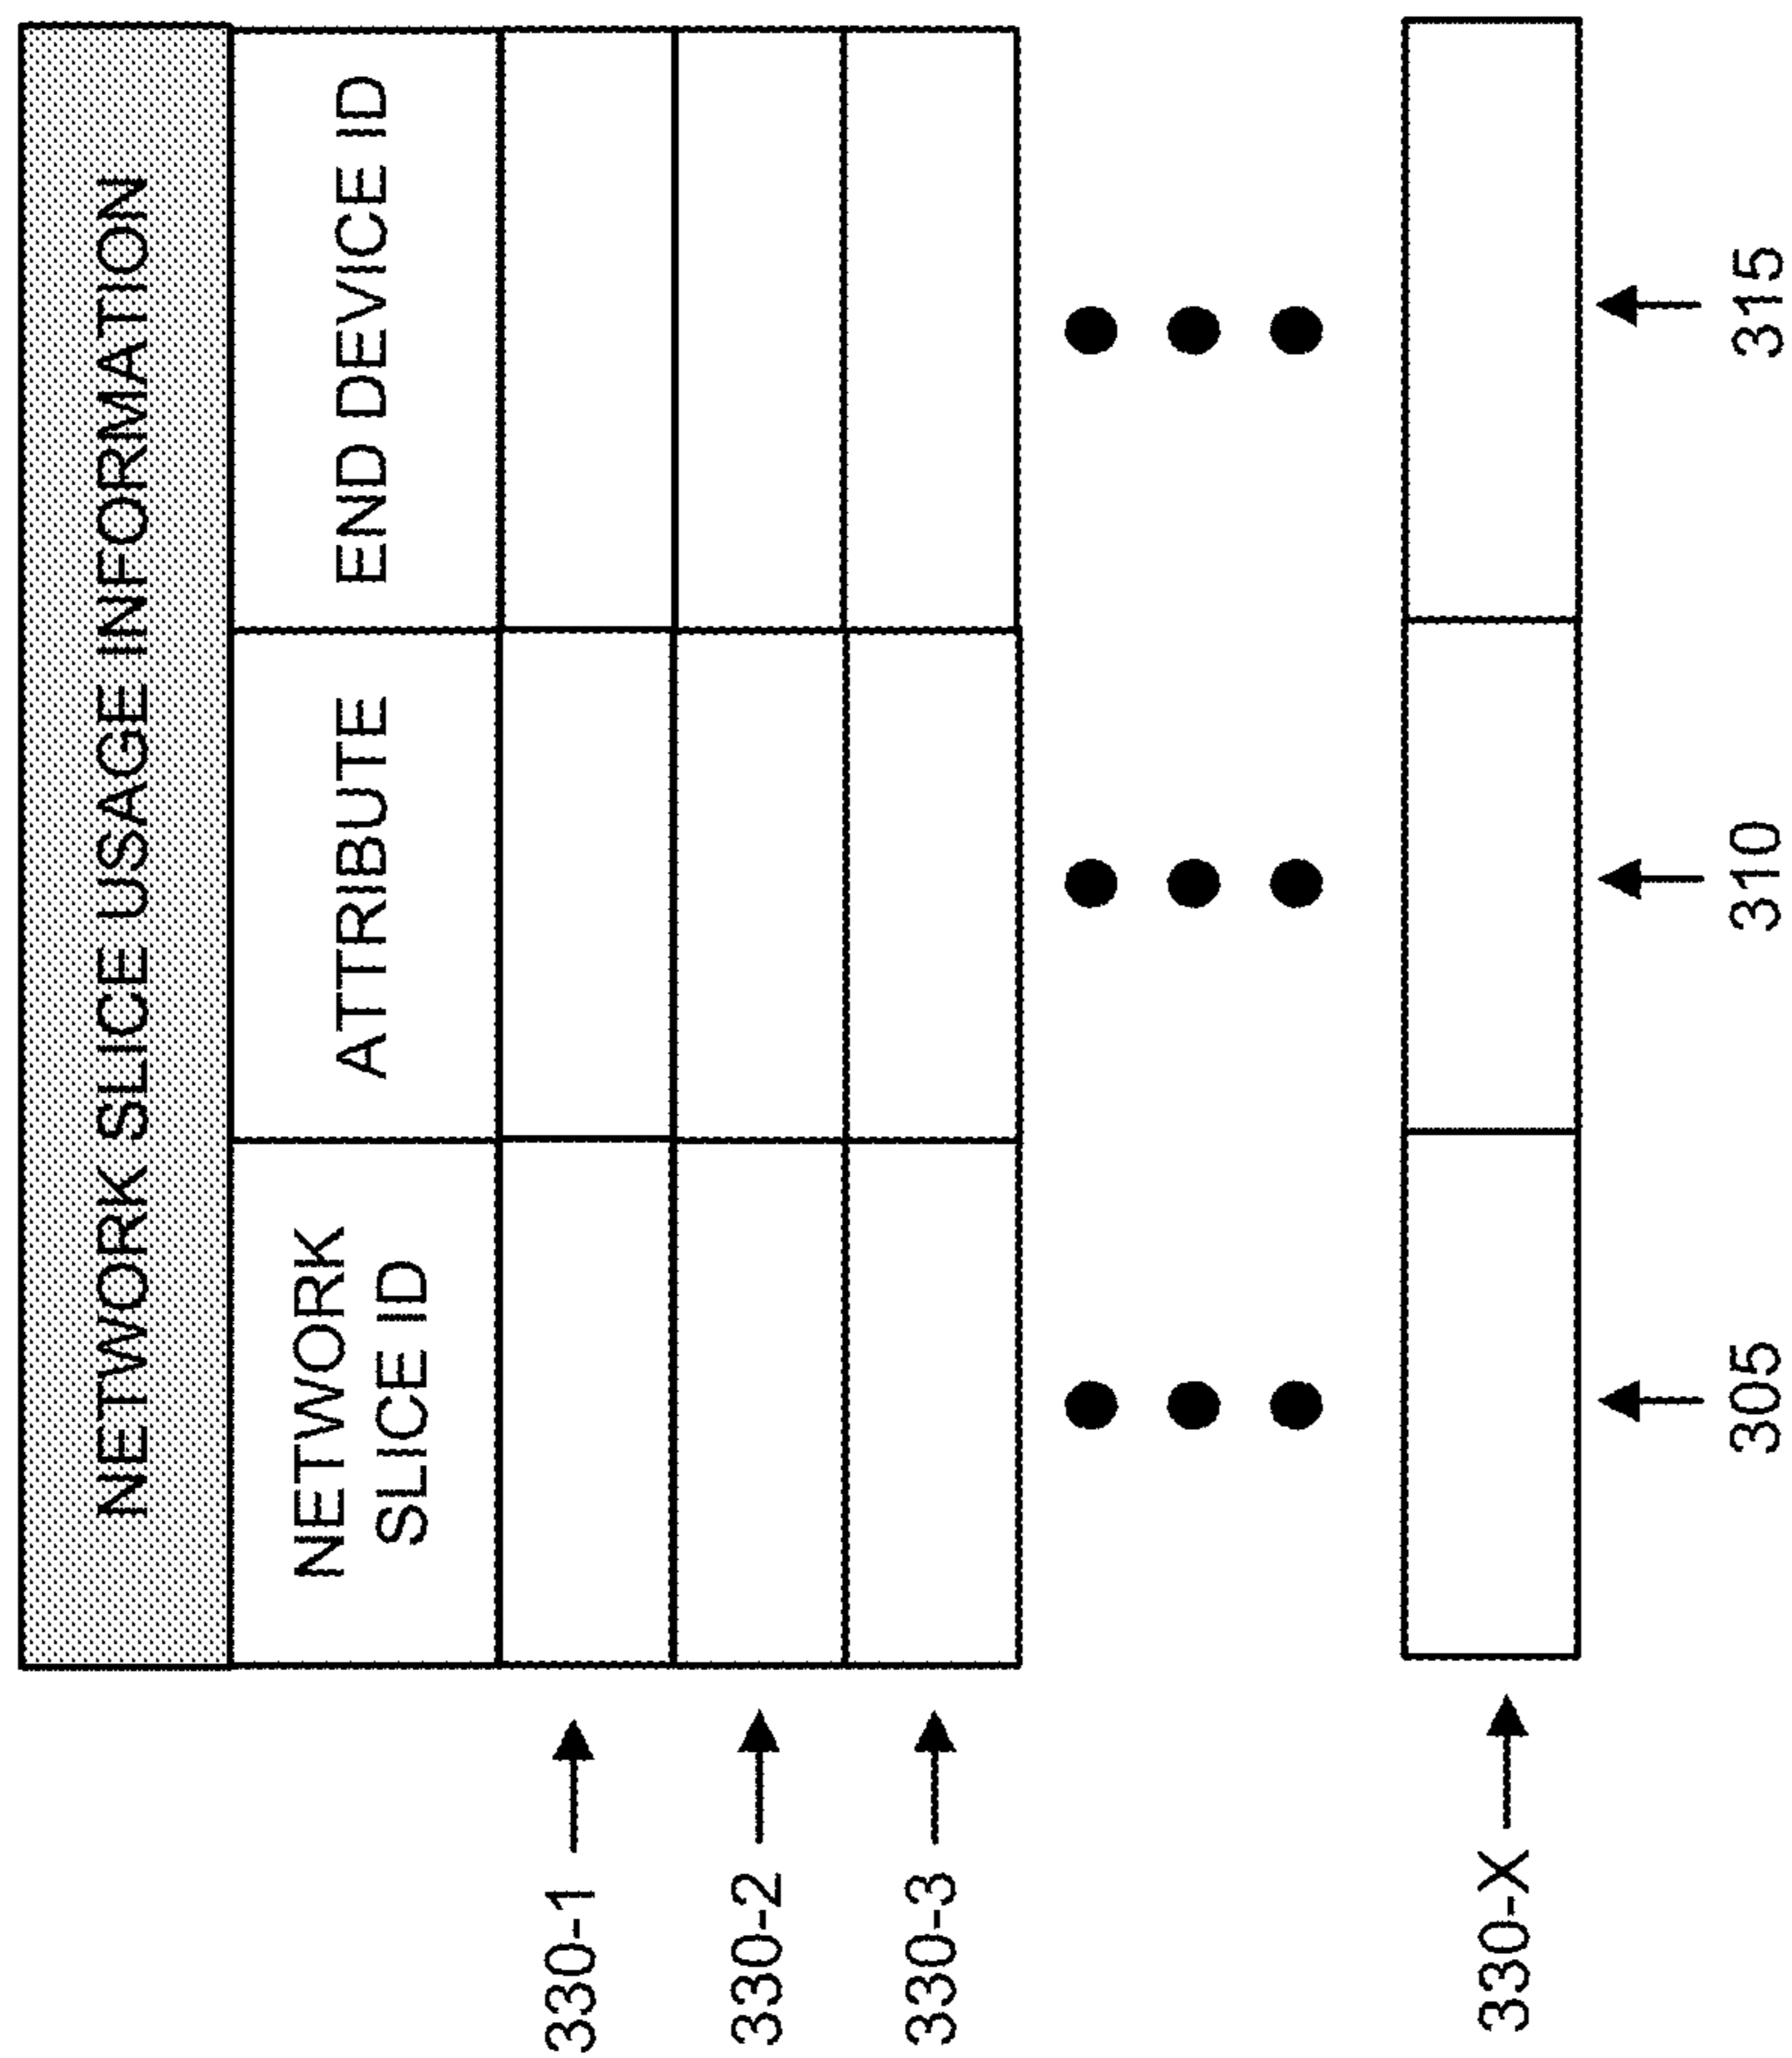 NETWORK SLICE USAGE INFORMATION
NETWORK
SLICE ID
ATTRIBUTE
END DEVICE ID
330-1
330-2
330-3
330-X
305
310
315